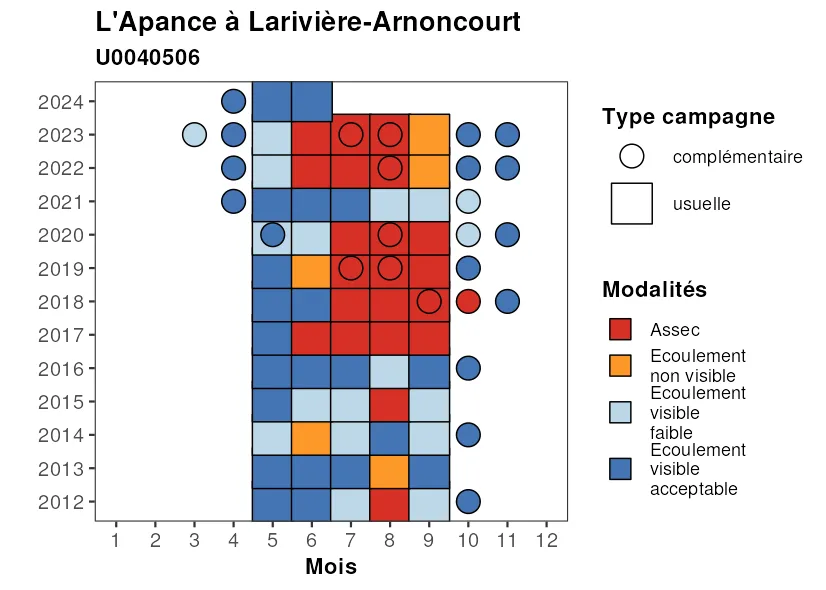 L'Apance à Larivière-Arnoncourt
U0040506
2024
2023
2022
2021
2020
2019
2018
2017
2016
2015
2014
2013
2012
1 2 3 4 5 6 7 8 9 10 11 12
Mois
Type campagne
complémentaire
usuelle
Modalités
Assec
Ecoulement
non visible
Ecoulement
visible
faible
Ecoulement
visible
acceptable